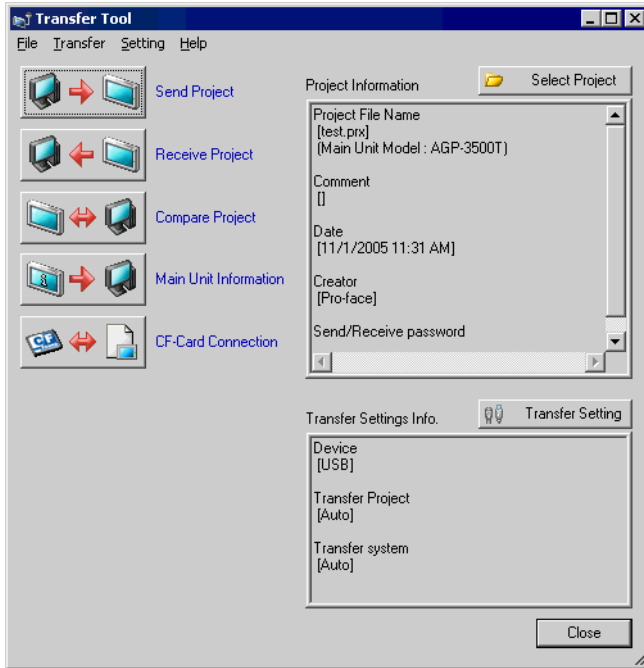 Transfer Tool
File Transfer Setting Help
Send Project
Receive Project
Compare Project
Main Unit Information
CF
CF-Card Connection
Project Information
Select Project
Project File Name
[test.prx]
(Main Unit Model : AGP-3500T)
Comment
[]
Date
[11/1/2005 11:31 AM]
Creator
[Pro-face]
Send/Receive password
Transfer Settings Info.
Transfer Setting
Device
[USB]
Transfer Project
[Auto]
Transfer system
[Auto]
Close